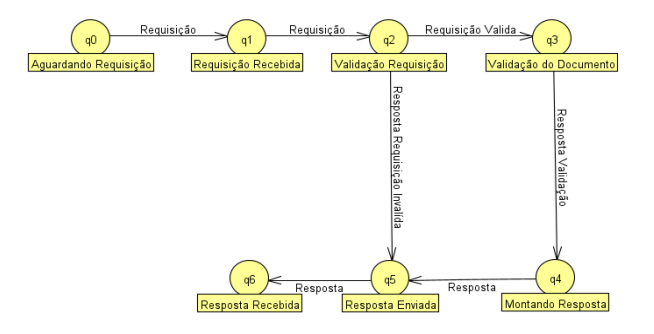 Requisição
Requisição
Requisição Valida
q0
q1
q2
q3
Aguardando Requisição
Requisição Recebida
Validação Requisição
Validação do Documento
Resposta Requisição Invalida
Resposta Validação
q6
q5
q4
Resposta
Resposta
Resposta Recebida
Resposta Enviada
Montando Resposta